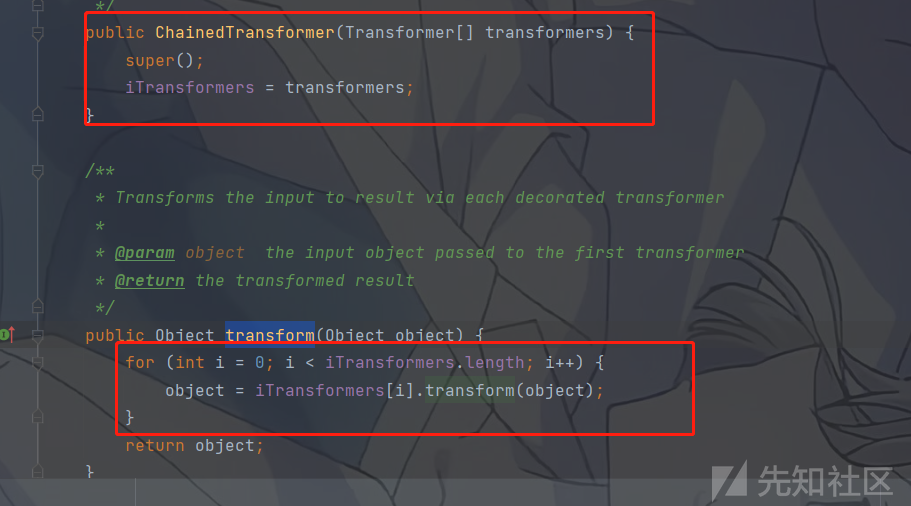 */
public ChainedTransformer(Transformer[] transformers) {
super();
iTransformers = transformers;
}
/**
* Transforms the input to result via each decorated transformer
*
* @param object  the input object passed to the first transformer
* @return the transformed result
*/
public Object transform(Object object) {
for (int i = 0; i < iTransformers.length; i++) {
object = iTransformers[i].transform(object);
}
return object;
}
先知社区